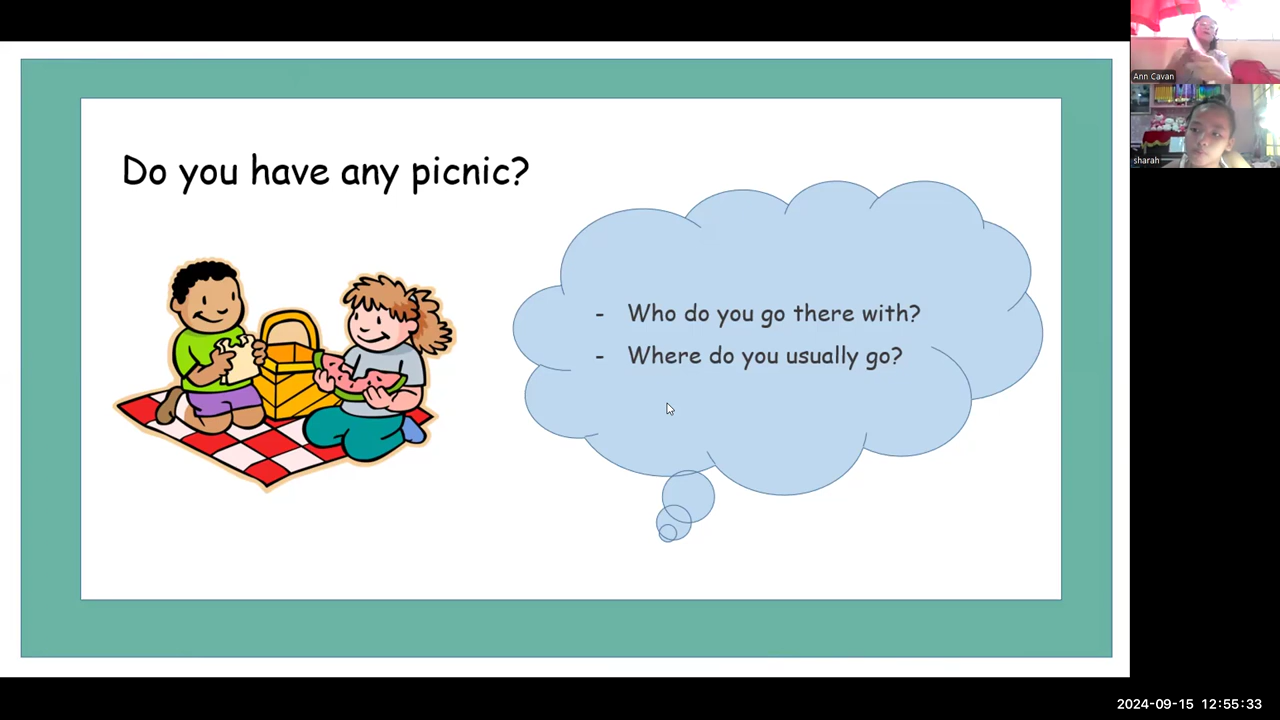 Do you have any picnic?
- Who do you go there with?
- Where do you usually go?
Ann Cavan
sharah
2024-09-15 12:55:33